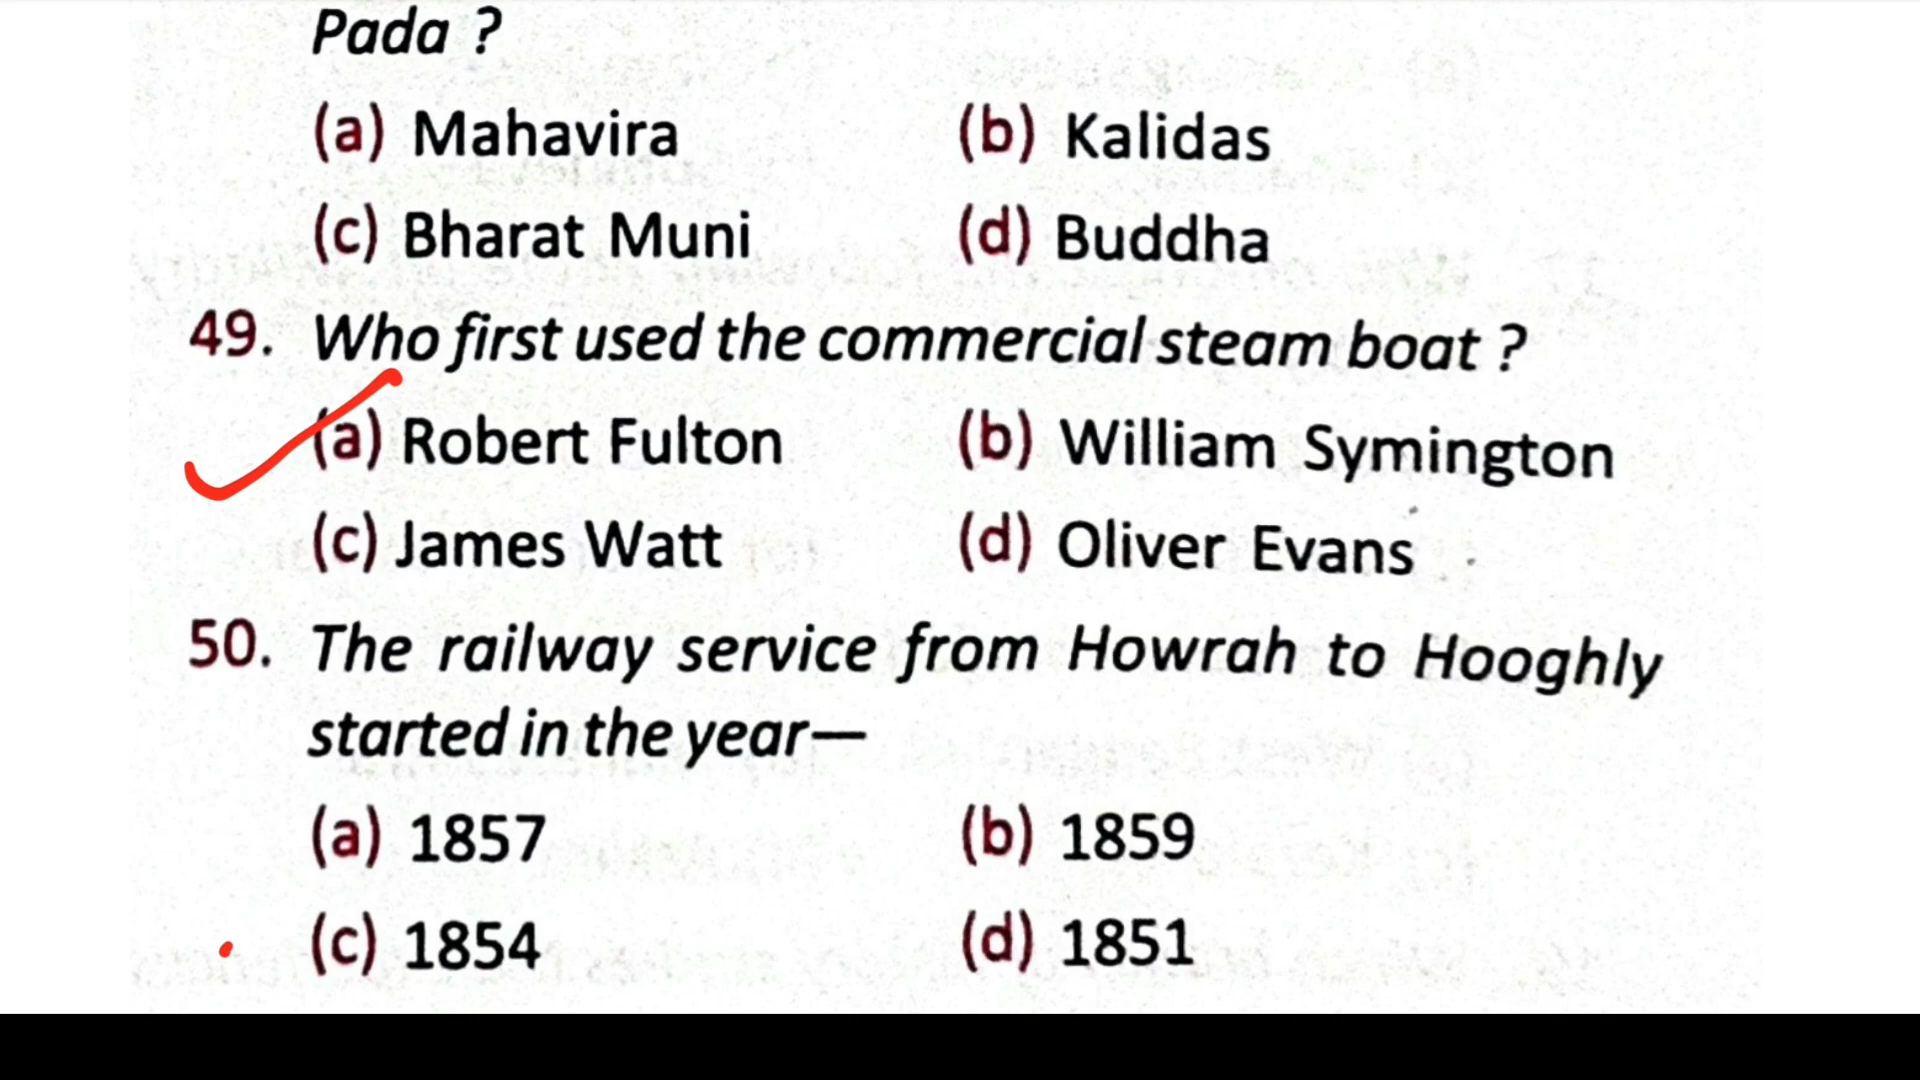 Pada ?
(a) Mahavira (b) Kalidas
(c) Bharat Muni (d) Buddha
49. Who first used the commercial steam boat ?
(a) Robert Fulton (b) William Symington
(c) James Watt (d) Oliver Evans
50. The railway service from Howrah to Hooghly
started in the year—
(a) 1857 (b) 1859
(c) 1854 (d) 1851